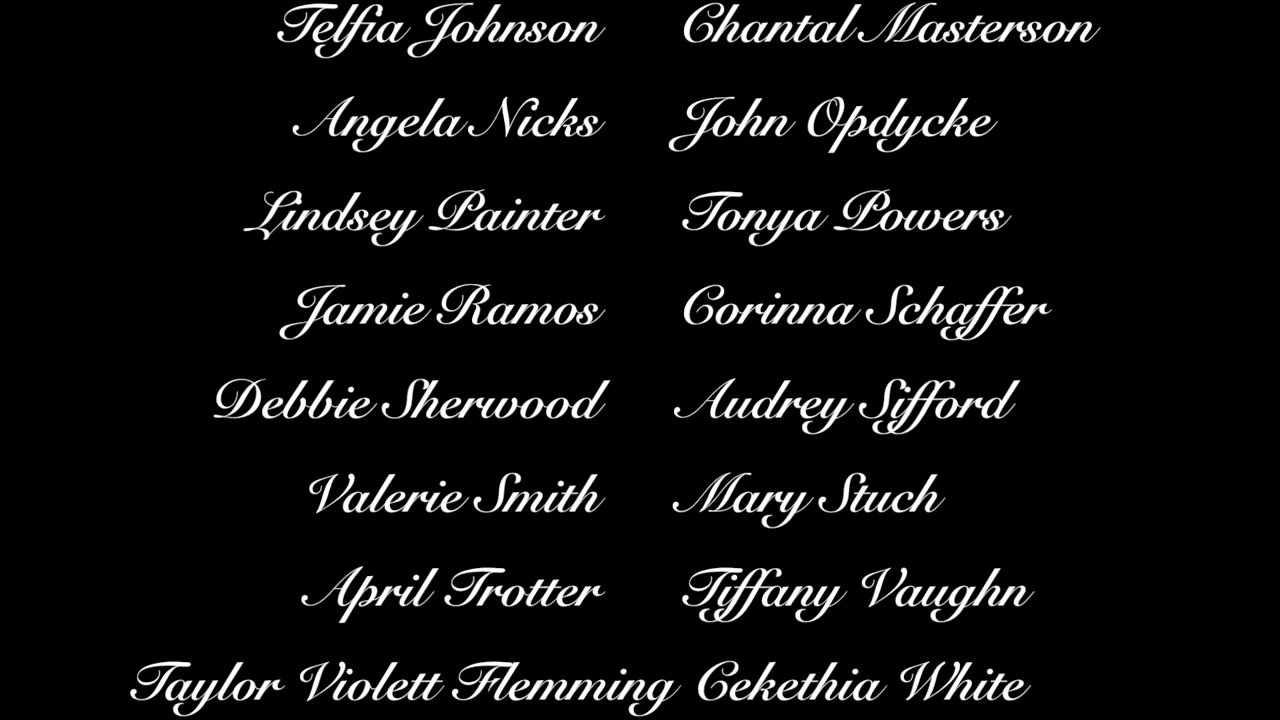 Telfia Johnson Chantal Masterson
Angela Nicks John Opdycke
Lindsey Painter Tonya Powers
Jamie Ramos Corinna Schaffer
Debbie Sherwood Audrey Sifford
Valerie Smith Mary Stuch
April Trotter Tiffany Vaughn
Taylor Violett Flemming Cekethia White